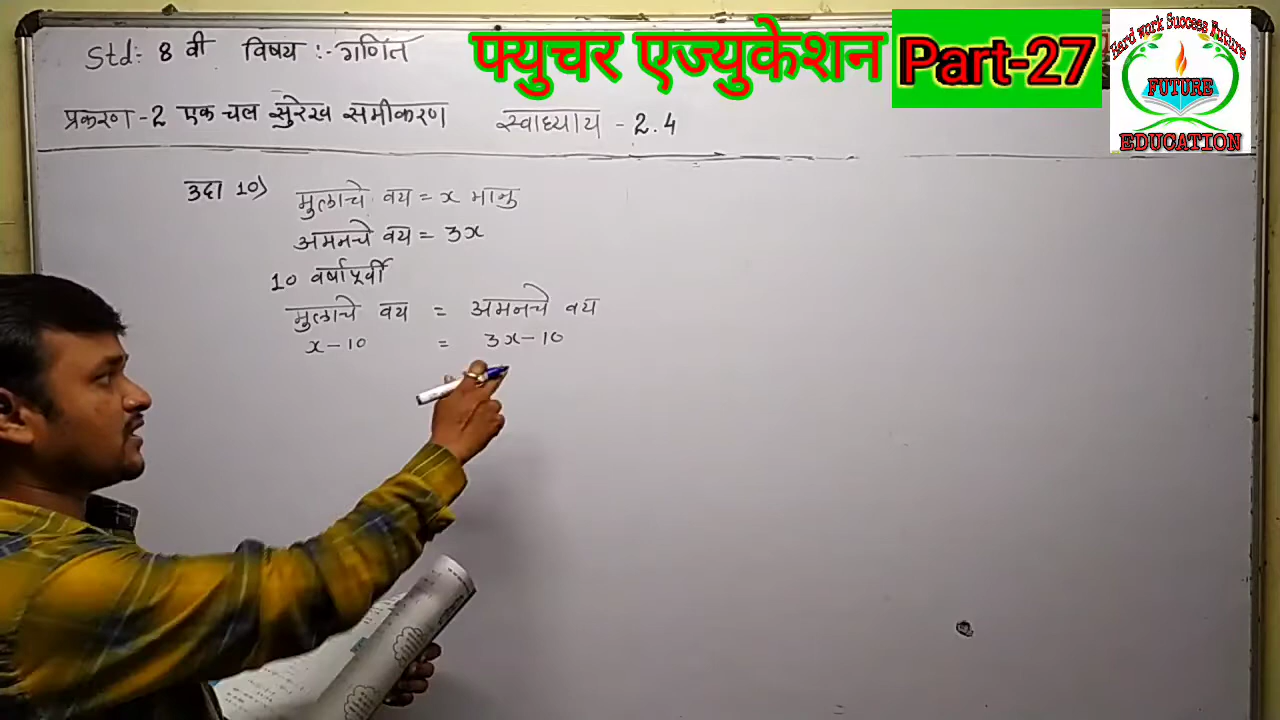 Std: 8 वी विषय :- गणित
फ्युचर एज्युकेशन Part-27
Hard work Success Future
FUTURE
EDUCATION
प्रकरण - 2 एक चल सुरेख समीकरण स्वाध्याय - 2.4
उदा 10) मुलाचे वय = x मानु
अमनचे वय = 3x
10 वर्षापूर्वी
मुलाचे वय = अमनचे वय
x - 10 = 3x - 10